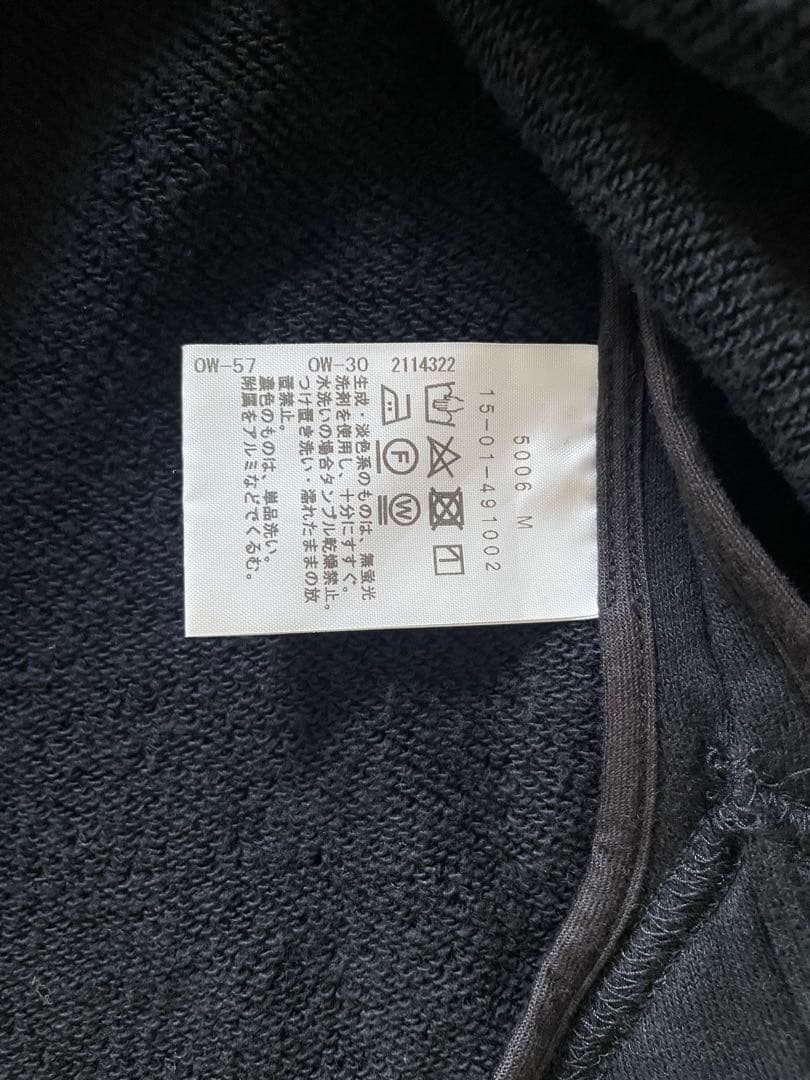 5006 M
15-01-491002
F
W
生成・淡色系のものは、無蛍光
洗剤を使用し、十分にすすぐ。
水洗いの場合タンブル乾燥禁止。
つけ置き洗い・濡れたままの放
置禁止。
濃色のものは、単品洗い。
附属をアルミなどでくるむ。
OW-57 OW-30 2114322